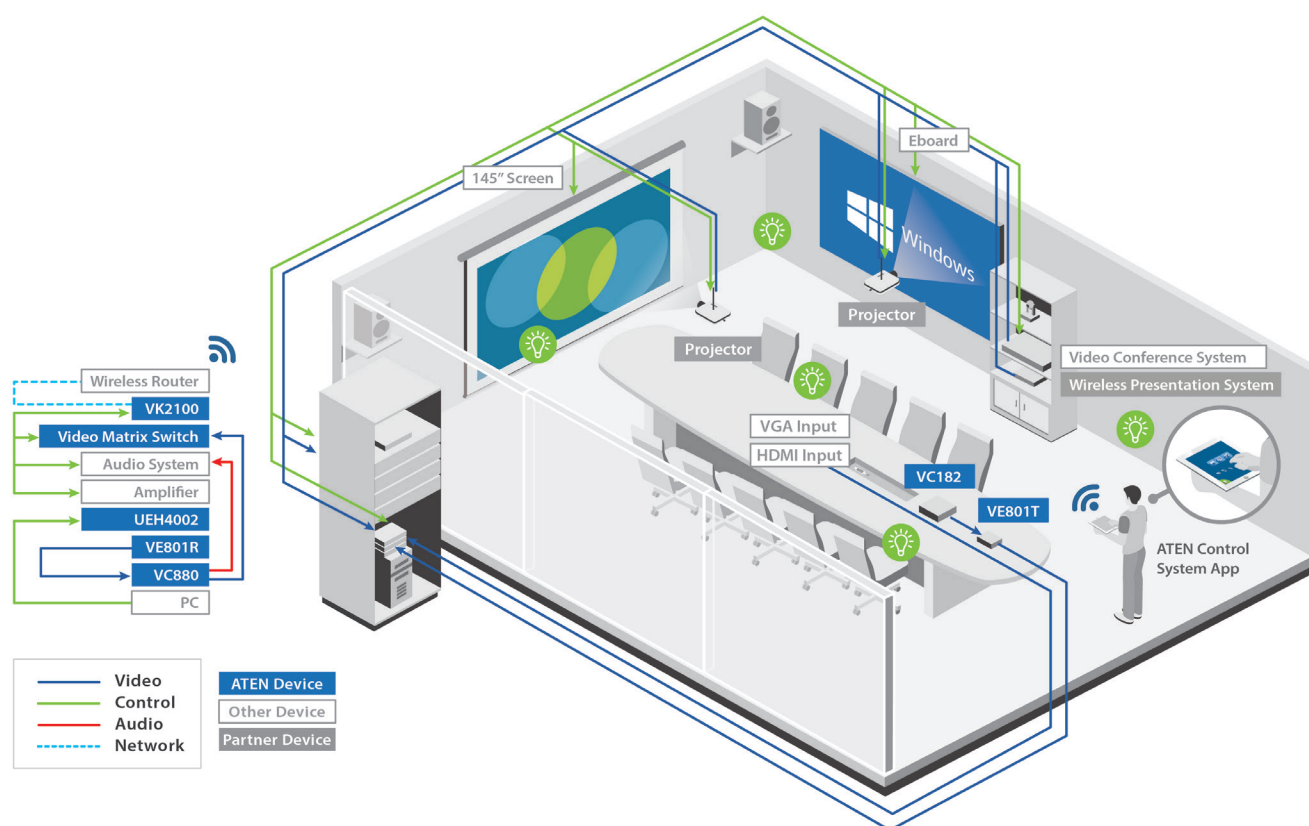 Eboard
145" Screen
Windows
Projector
Projector
Video Conference System
Wireless Presentation System
Wireless Router
VK2100
Video Matrix Switch
Audio System
Amplifier
UEH4002
VE801R
VC880
PC
VGA Input
HDMI Input
VC182
VE801T
ATEN Control
System App
Video
Control
Audio
Network
ATEN Device
Other Device
Partner Device